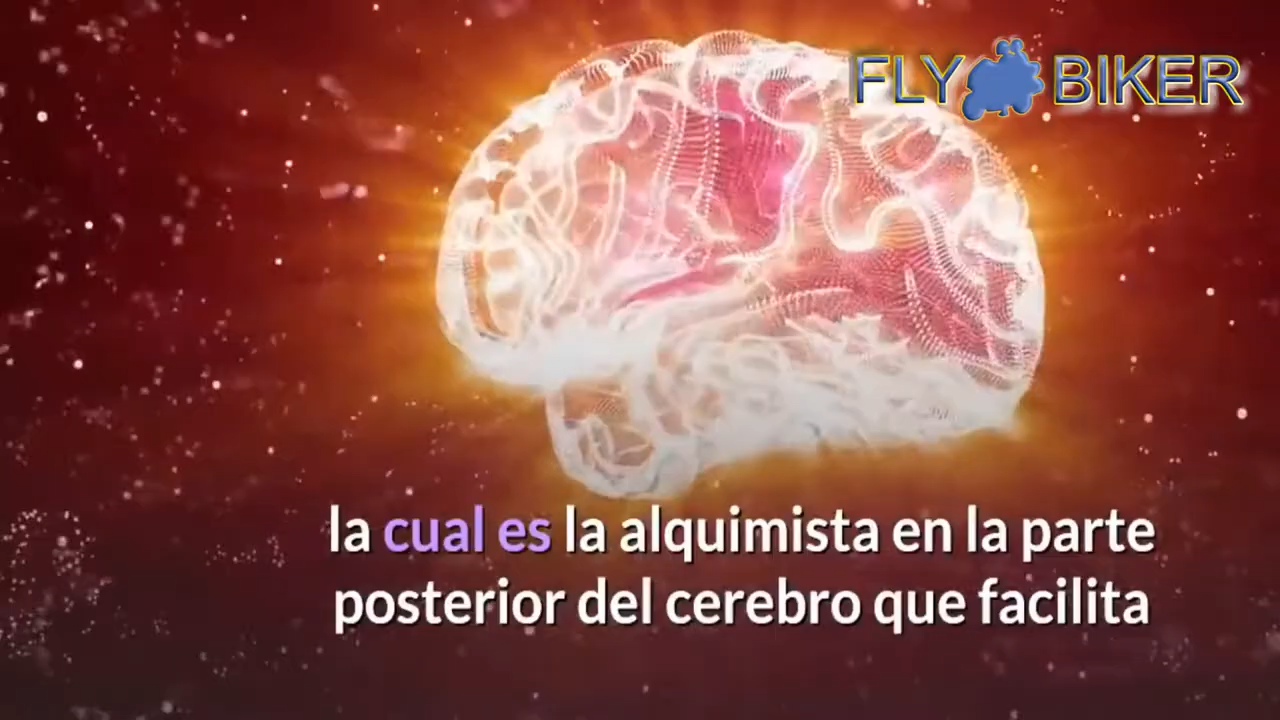 FLY BIKER
la cual es la alquimista en la parte
posterior del cerebro que facilita